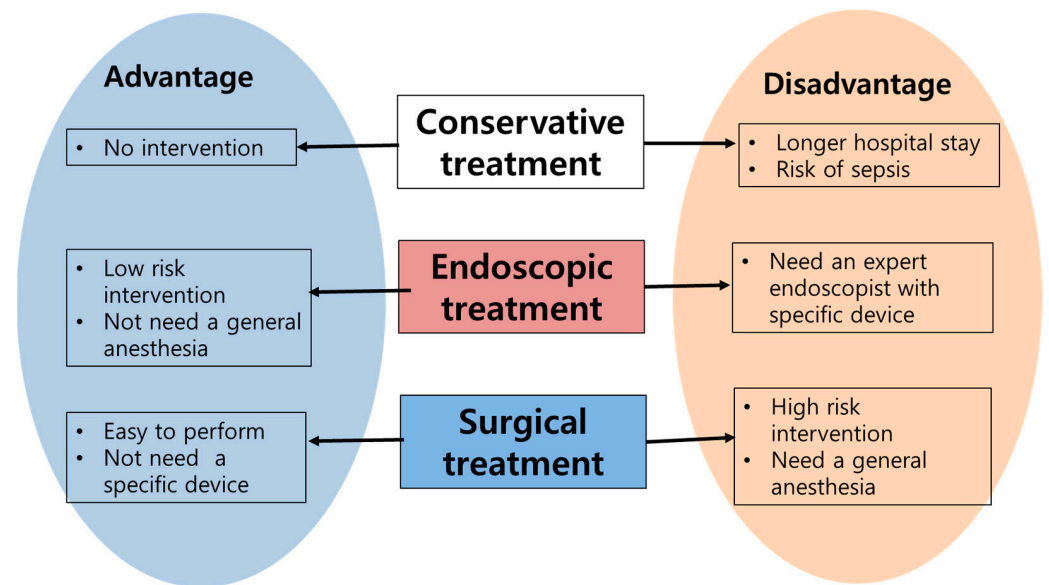 Advantage
Disadvantage
Conservative
treatment
• No intervention
• Longer hospital stay
• Risk of sepsis
Endoscopic
treatment
• Low risk
intervention
• Not need a general
anesthesia
• Need an expert
endoscopist with
specific device
Surgical
treatment
• Easy to perform
• Not need a
specific device
• High risk
intervention
• Need a general
anesthesia